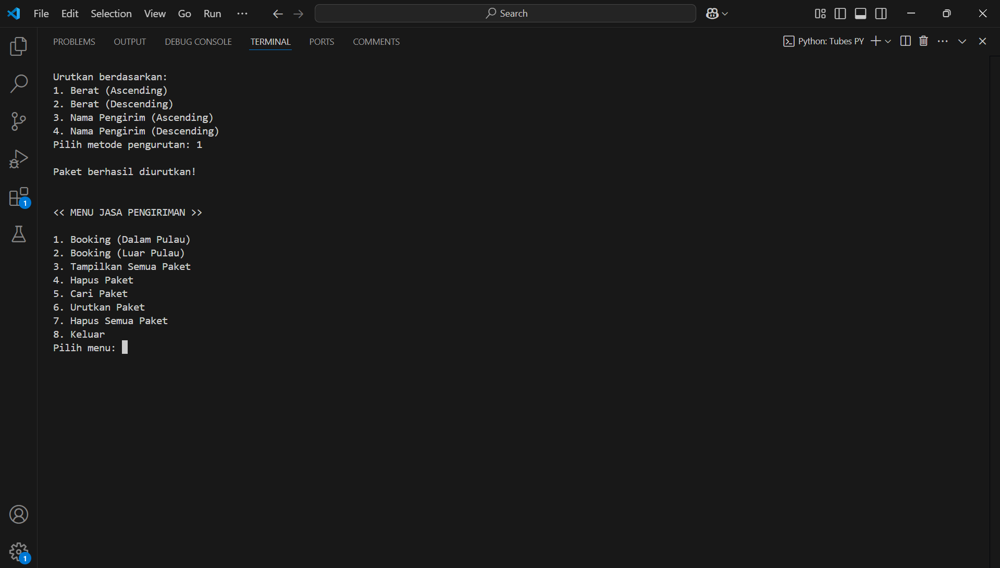 File Edit Selection View Go Run ··· Search
PROBLEMS OUTPUT DEBUG CONSOLE TERMINAL PORTS COMMENTS Python: Tubes PY
Urutkan berdasarkan:
1. Berat (Ascending)
2. Berat (Descending)
3. Nama Pengirim (Ascending)
4. Nama Pengirim (Descending)
Pilih metode pengurutan: 1
Paket berhasil diurutkan!
<< MENU JASA PENGIRIMAN >>
1. Booking (Dalam Pulau)
2. Booking (Luar Pulau)
3. Tampilkan Semua Paket
4. Hapus Paket
5. Cari Paket
6. Urutkan Paket
7. Hapus Semua Paket
8. Keluar
Pilih menu:
1
1